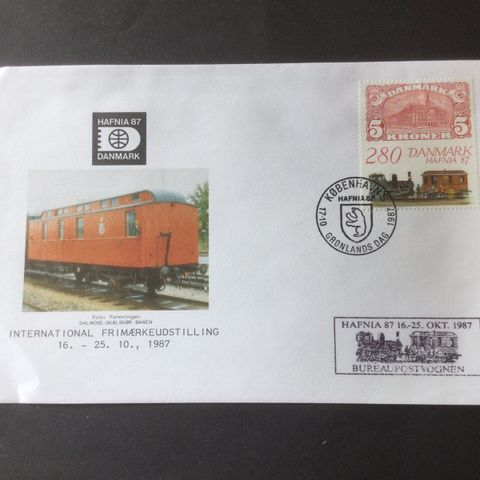 HAFNIA 87
DANMARK
Foto: Foreningen
DALMOSE-SKÆLSKØR BANEN
INTERNATIONAL FRIMÆRKEUDSTILLING
16. - 25. 10., 1987
DANMARK
5 5
KRONER
280 DANMARK
HAFNIA 87
KØBENHAVN
HAFNIA 87
17.10 1987
GRØNLANDS DAG
HAFNIA 87 16.-25. OKT. 1987
BUREAUPOSTVOGNEN